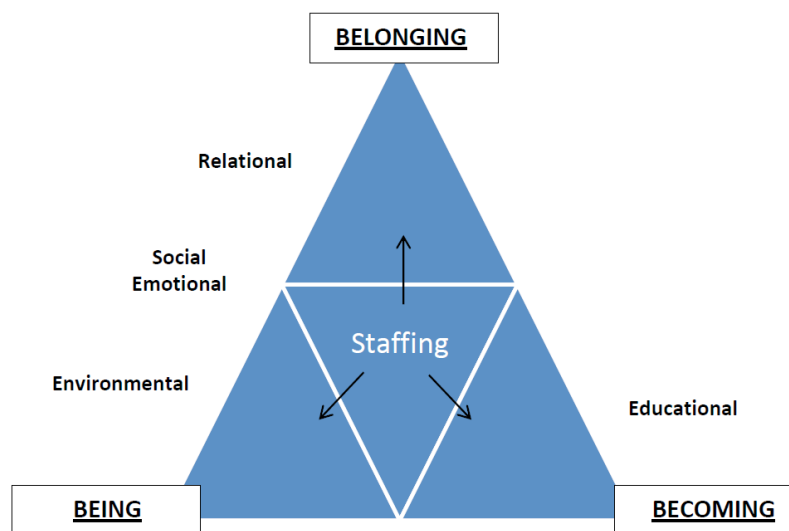 BELONGING
Relational
Social
Emotional
Staffing
Environmental
Educational
BEING
BECOMING